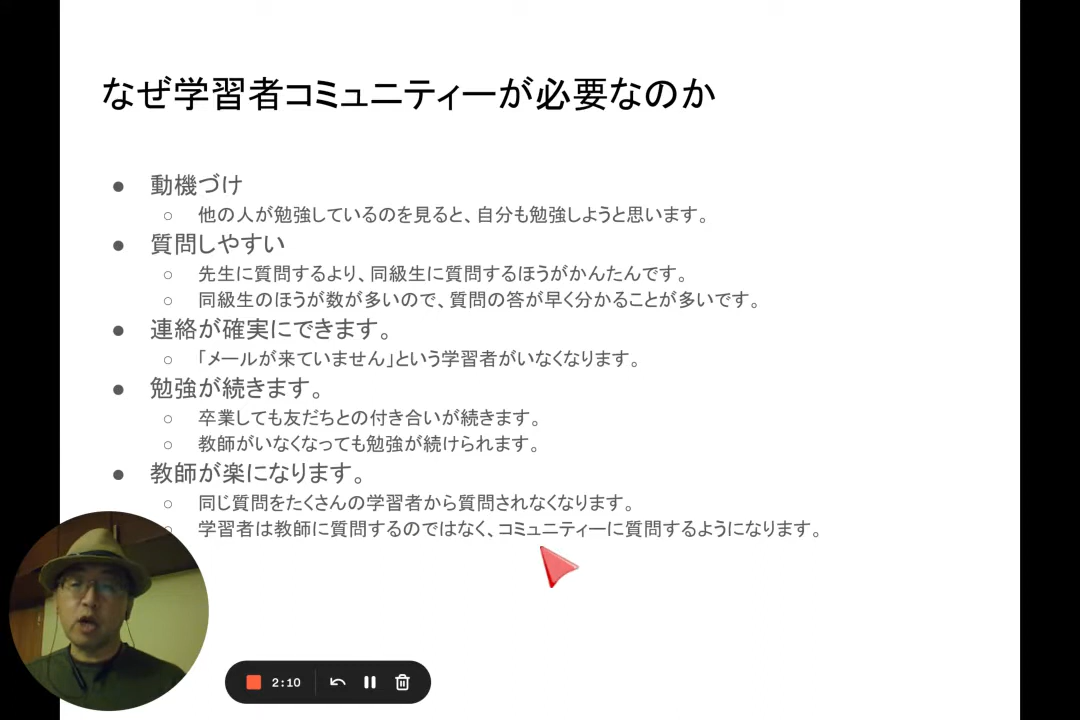 なぜ学習者コミュニティーが必要なのか
● 動機づけ
○ 他の人が勉強しているのを見ると、自分も勉強しようと思います。
● 質問しやすい
○ 先生に質問するより、同級生に質問するほうがかんたんです。
○ 同級生のほうが数が多いので、質問の答が早く分かることが多いです。
● 連絡が確実にできます。
○ 「メールが来ていません」という学習者がいなくなります。
● 勉強が続きます。
○ 卒業しても友だちとの付き合いが続きます。
○ 教師がいなくなっても勉強が続けられます。
● 教師が楽になります。
○ 同じ質問をたくさんの学習者から質問されなくなります。
○ 学習者は教師に質問するのではなく、コミュニティーに質問するようになります。
2:10